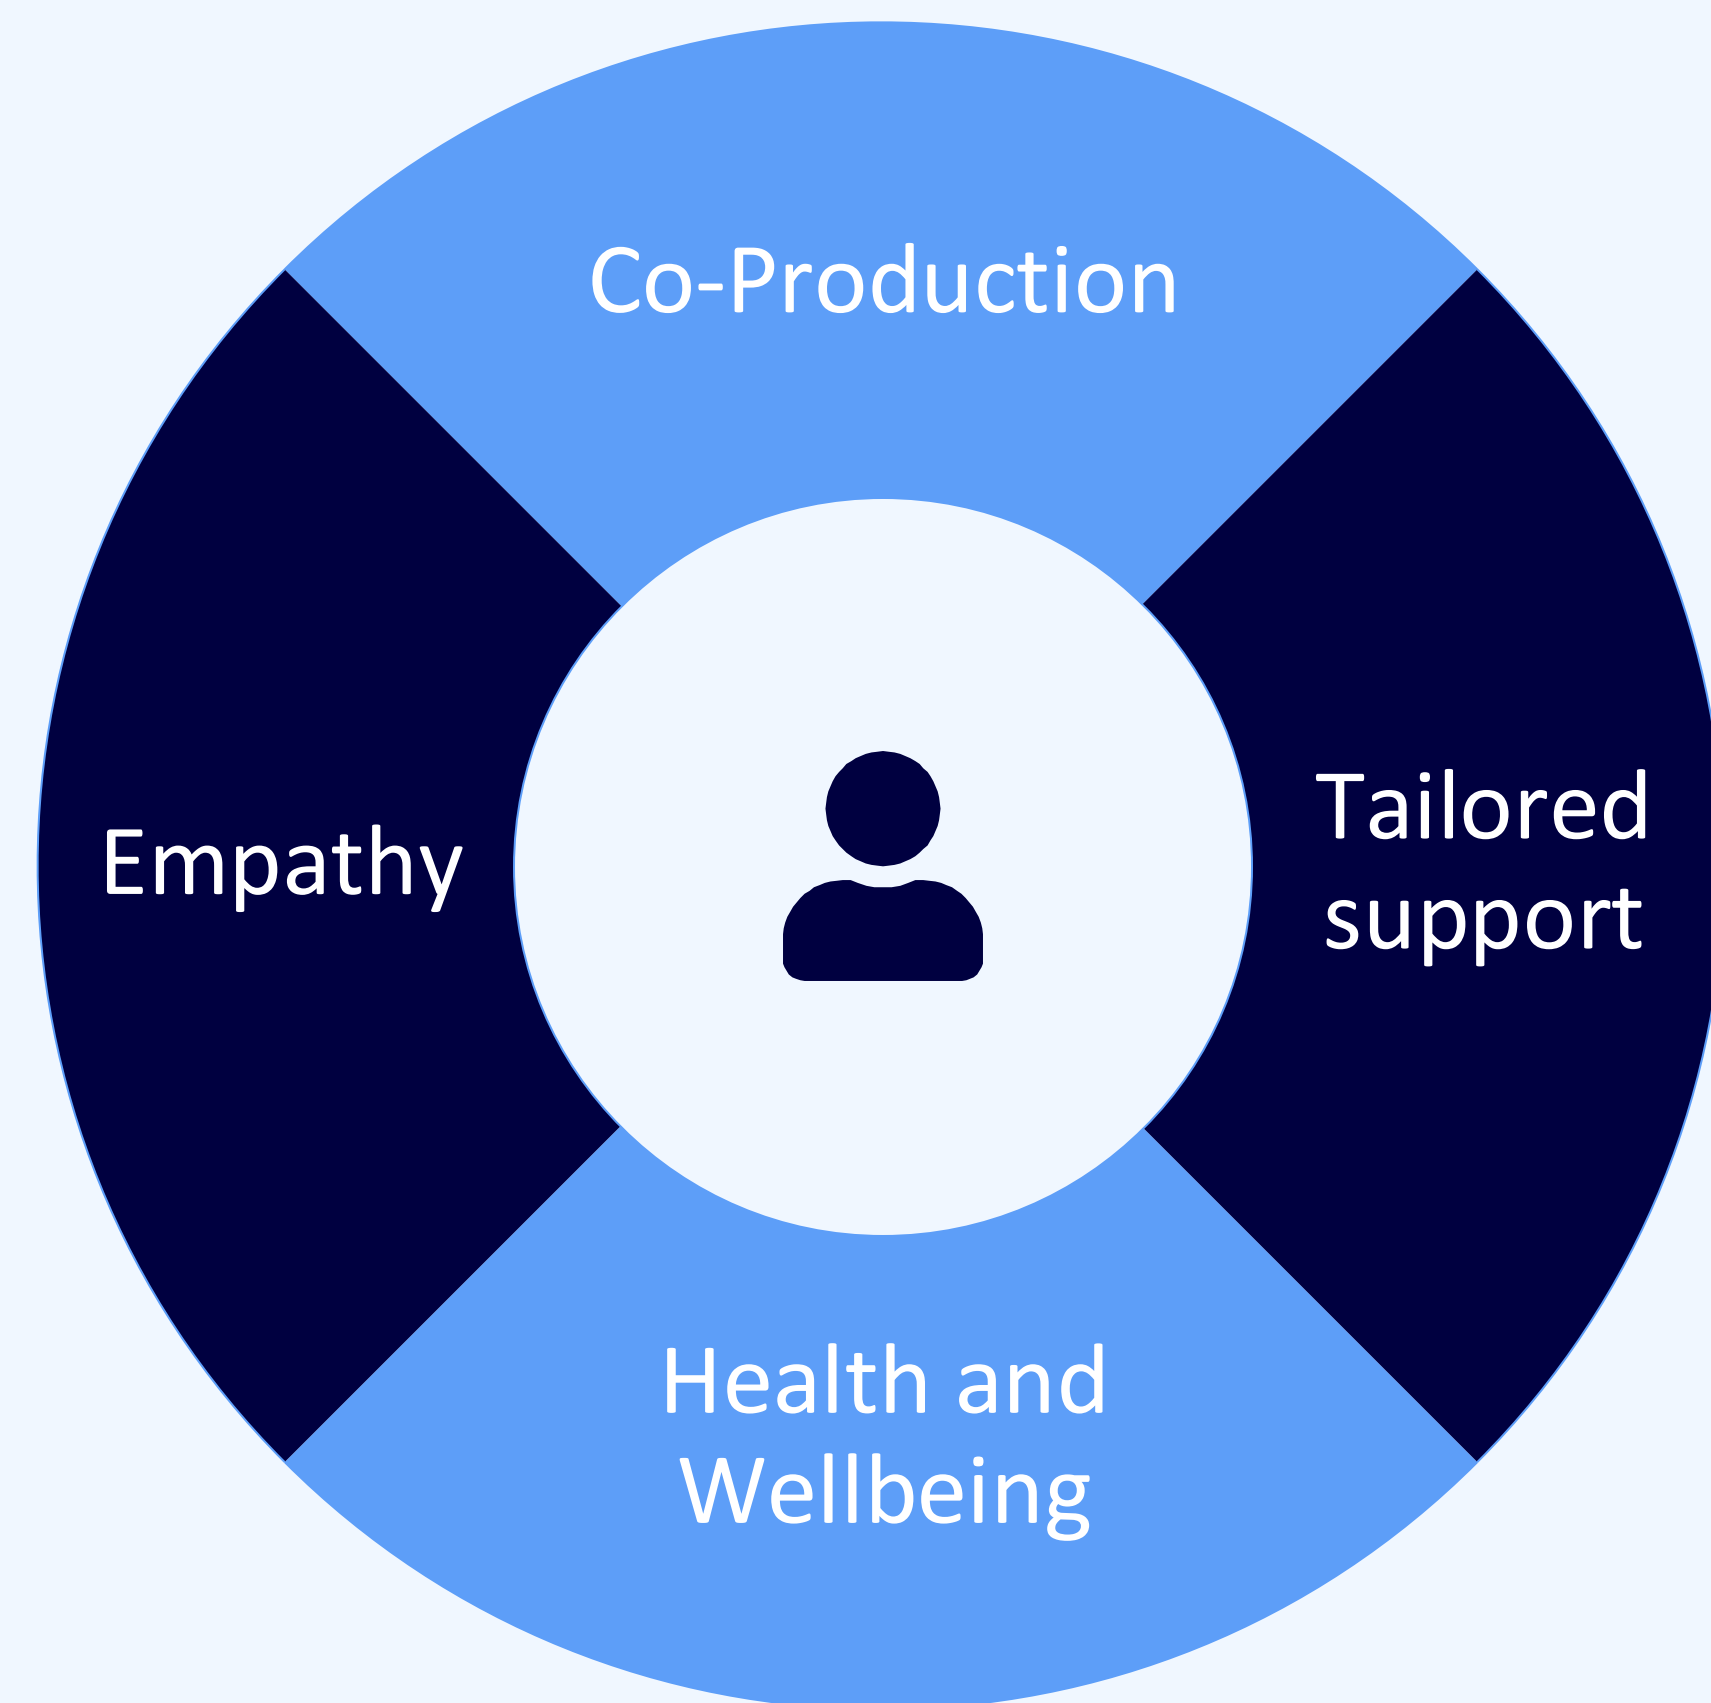 Co-Production
Empathy
Tailored
support
Health and
Wellbeing